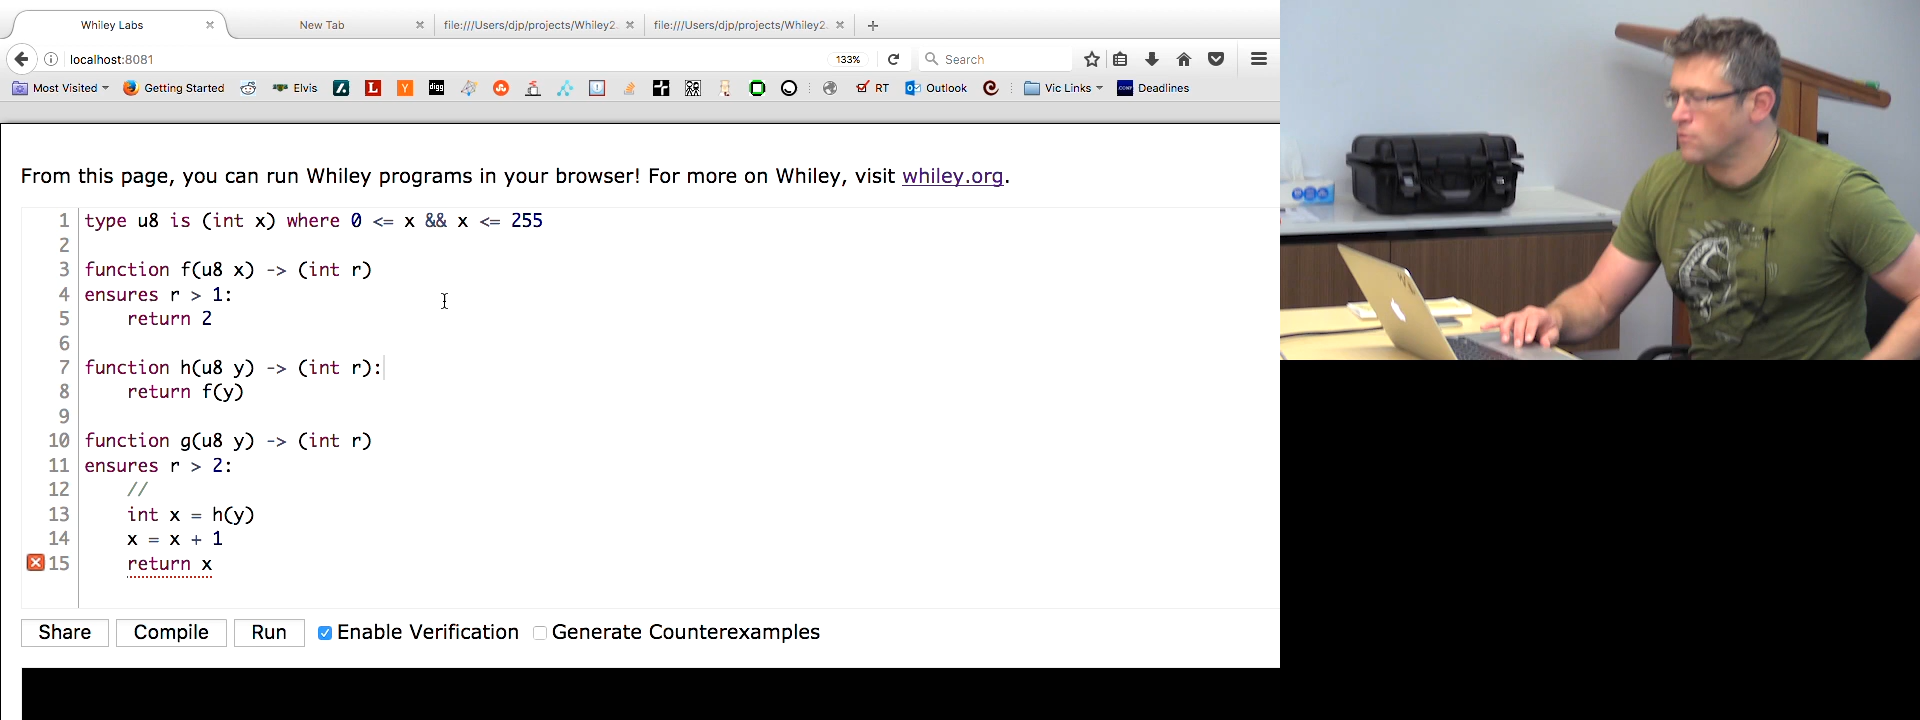 Whiley Labs
New Tab
file:///Users/djp/projects/Whiley2
file:///Users/djp/projects/Whiley2
localhost:8081
133%
Search
Most Visited
Getting Started
Elvis
digg
RT
Outlook
Vic Links
Deadlines
From this page, you can run Whiley programs in your browser! For more on Whiley, visit whiley.org.
1 type u8 is (int x) where 0 <= x && x <= 255
2
3 function f(u8 x) -> (int r)
4 ensures r > 1:
5 return 2
6
7 function h(u8 y) -> (int r):
8 return f(y)
9
10 function g(u8 y) -> (int r)
11 ensures r > 2:
12 //
13 int x = h(y)
14 x = x + 1
15 return x
Share
Compile
Run
Enable Verification
Generate Counterexamples